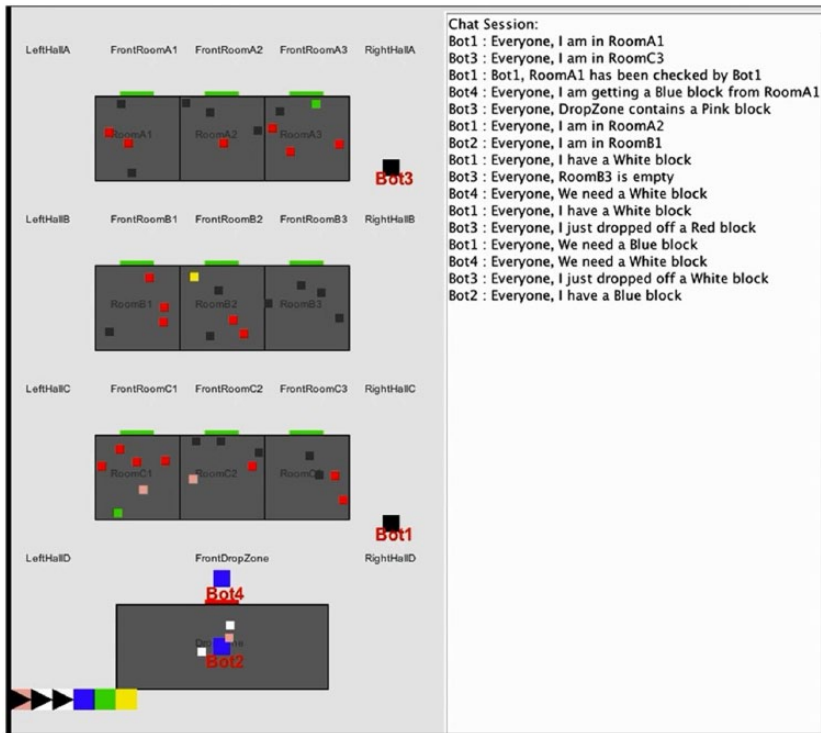 LeftHallA FrontRoomA1 FrontRoomA2 FrontRoomA3 RightHallA
RoomA1 RoomA2 RoomA3
Bot3
LeftHallB FrontRoomB1 FrontRoomB2 FrontRoomB3 RightHallB
RoomB1 RoomB2 RoomB3
LeftHallC FrontRoomC1 FrontRoomC2 FrontRoomC3 RightHallC
RoomC1 RoomC2
Bot1
LeftHallD FrontDropZone RightHallD
Bot4
Bot2
Chat Session:
Bot1 : Everyone, I am in RoomA1
Bot3 : Everyone, I am in RoomC3
Bot1 : Bot1, RoomA1 has been checked by Bot1
Bot4 : Everyone, I am getting a Blue block from RoomA1
Bot3 : Everyone, DropZone contains a Pink block
Bot1 : Everyone, I am in RoomA2
Bot2 : Everyone, I am in RoomB1
Bot1 : Everyone, I have a White block
Bot3 : Everyone, RoomB3 is empty
Bot4 : Everyone, We need a White block
Bot1 : Everyone, I have a White block
Bot3 : Everyone, I just dropped off a Red block
Bot1 : Everyone, We need a Blue block
Bot4 : Everyone, We need a White block
Bot3 : Everyone, I just dropped off a White block
Bot2 : Everyone, I have a Blue block